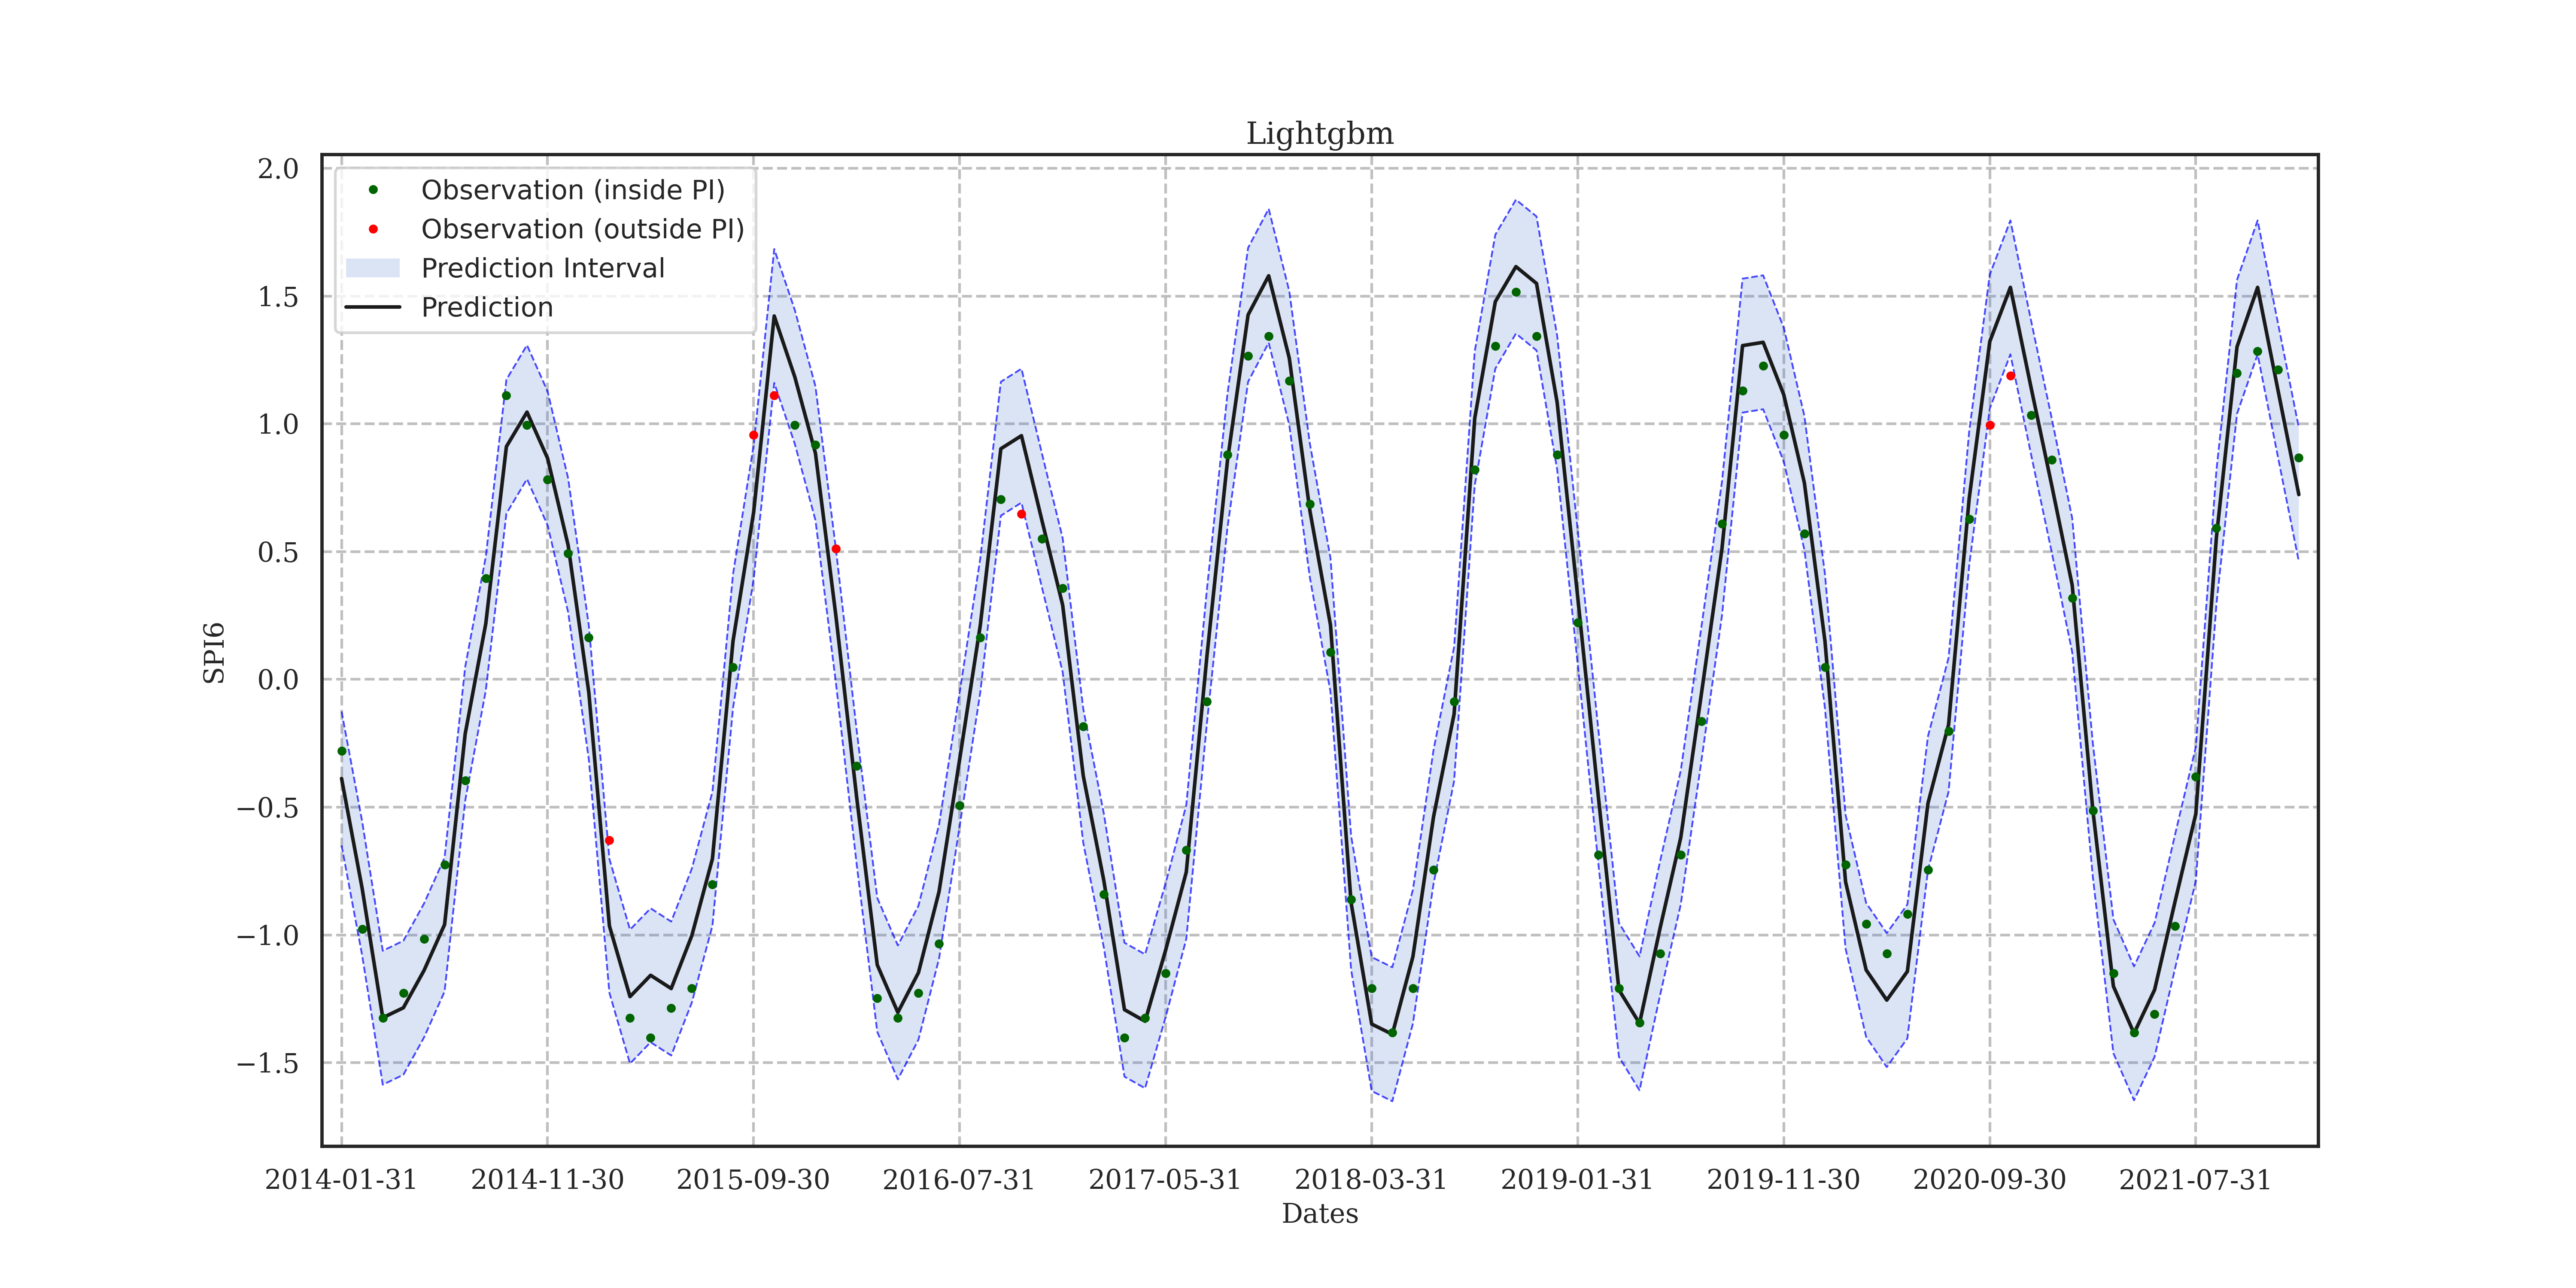 Lightgbm
2.0
1.5
1.0
0.5
0.0
−0.5
−1.0
−1.5
SPI6
Observation (inside PI)
Observation (outside PI)
Prediction Interval
Prediction
2014-01-31 2014-11-30 2015-09-30 2016-07-31 2017-05-31 2018-03-31 2019-01-31 2019-11-30 2020-09-30 2021-07-31
Dates